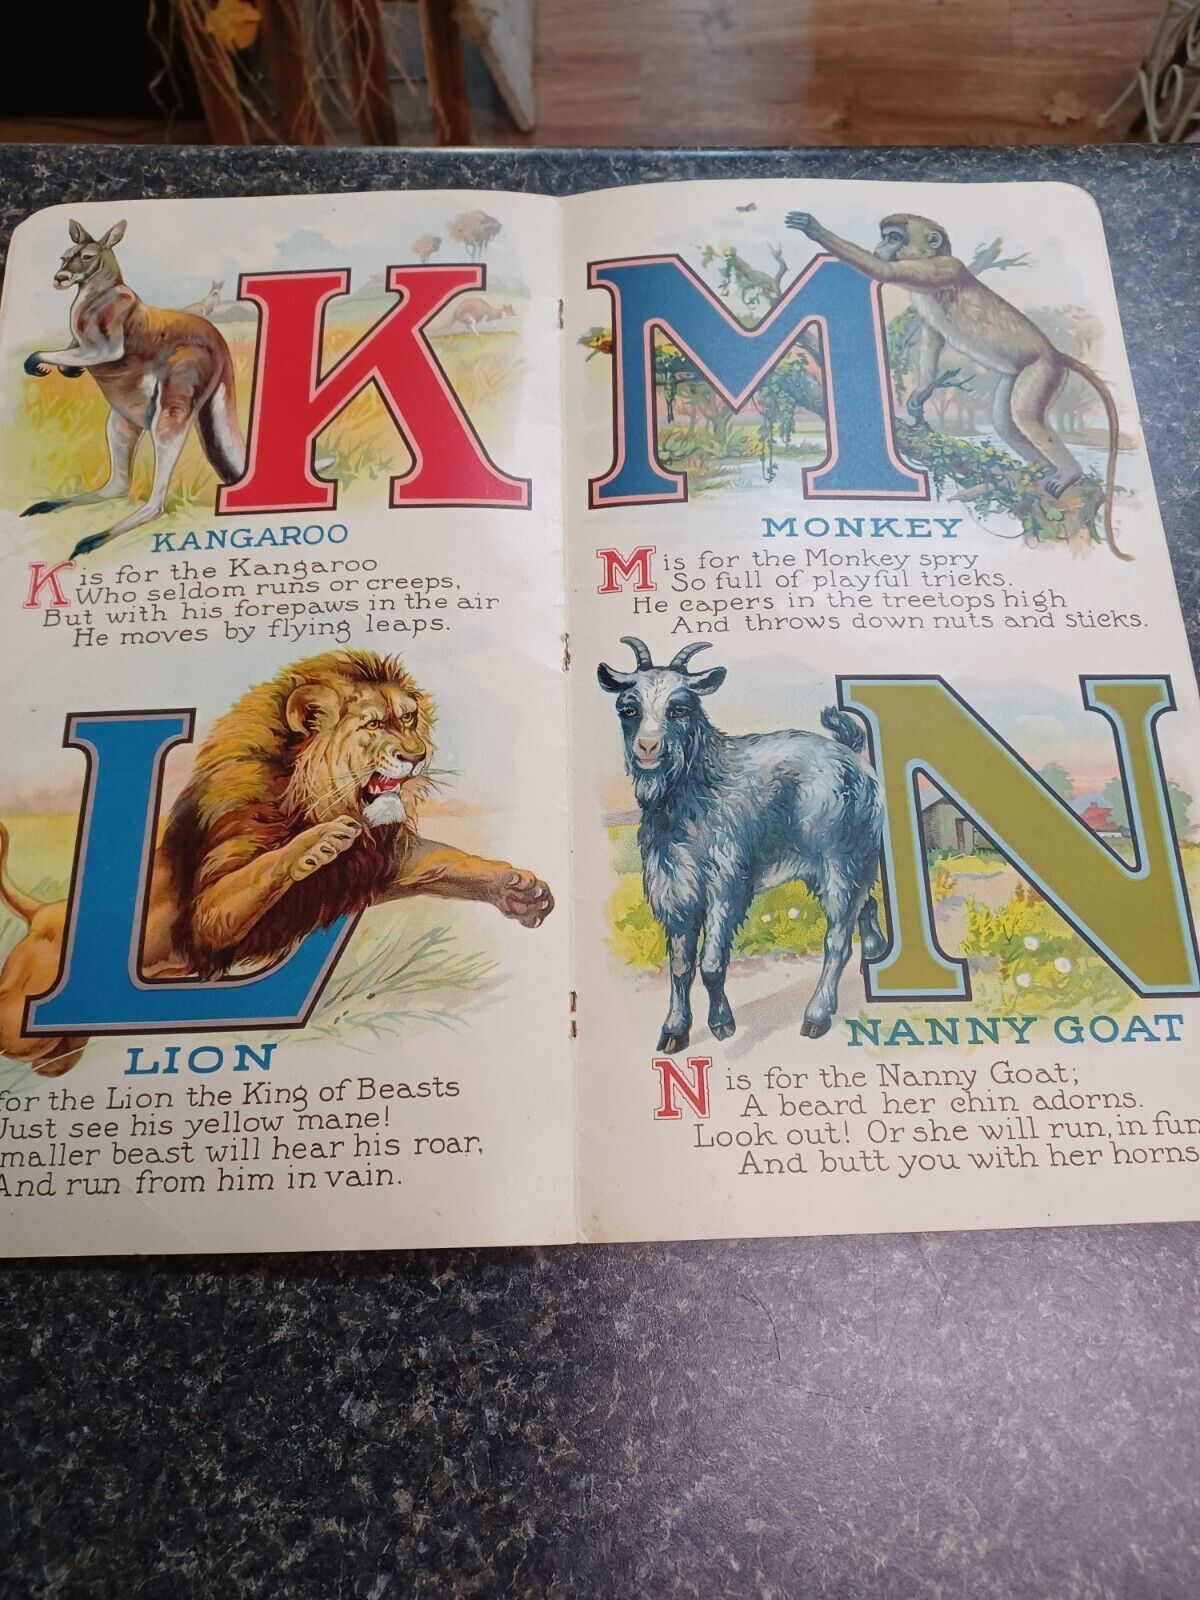 K
KANGAROO
K is for the Kangaroo
Who seldom runs or creeps,
But with his forepaws in the air
He moves by flying leaps.
L
LION
for the Lion the King of Beasts
Just see his yellow mane!
smaller beast will hear his roar,
And run from him in vain.
M
MONKEY
M is for the Monkey spry
So full of playful tricks.
He capers in the treetops high
And throws down nuts and sticks.
N
NANNY GOAT
N is for the Nanny Goat;
A beard her chin adorns.
Look out! Or she will run, in fun
And butt you with her horns